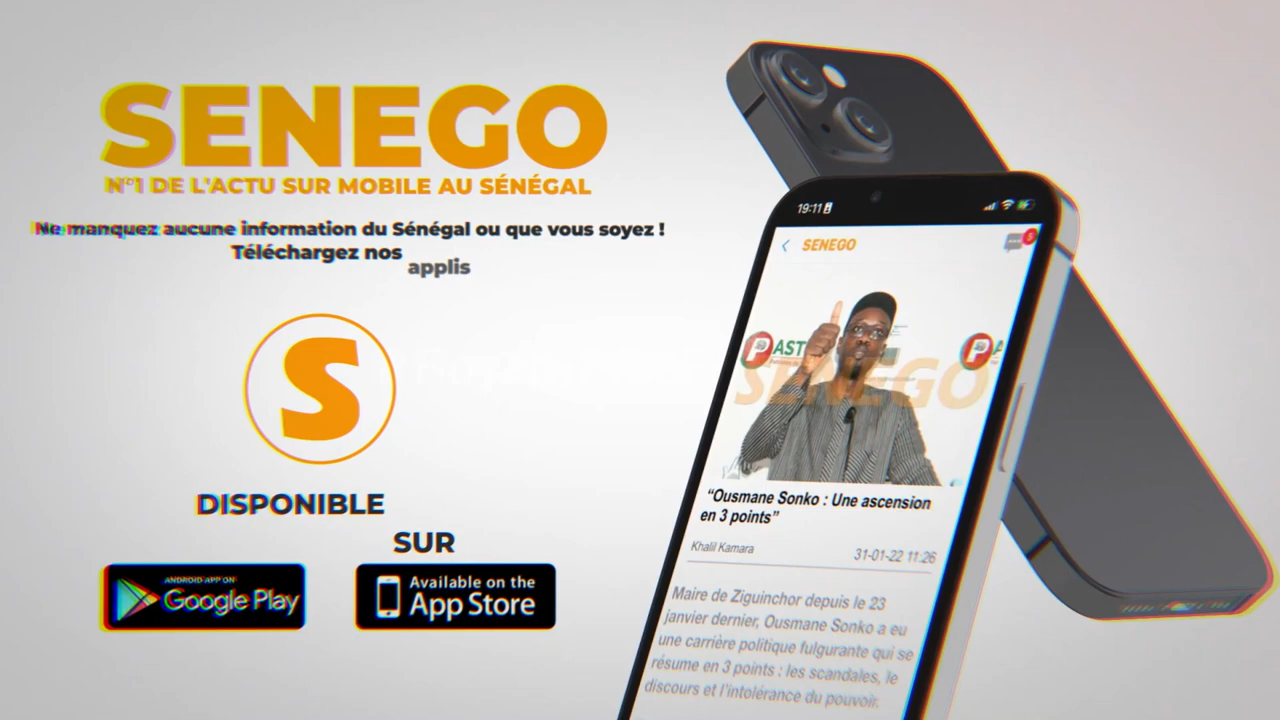 SENEGO
N°1 DE L'ACTU SUR MOBILE AU SÉNÉGAL
Ne manquez aucune information du Sénégal ou que vous soyez !
Téléchargez nos applis
S
DISPONIBLE
SUR
ANDROID APP ON
Google Play
Available on the
App Store
19:11
SENEGO
5
PAST
PA
SENEGO
“Ousmane Sonko : Une ascension
en 3 points”
Khalil Kamara
31-01-22 11:26
Maire de Ziguinchor depuis le 23
janvier dernier, Ousmane Sonko a eu
une carrière politique fulgurante qui se
résume en 3 points : les scandales, le
discours et l'intolérance du pouvoir.